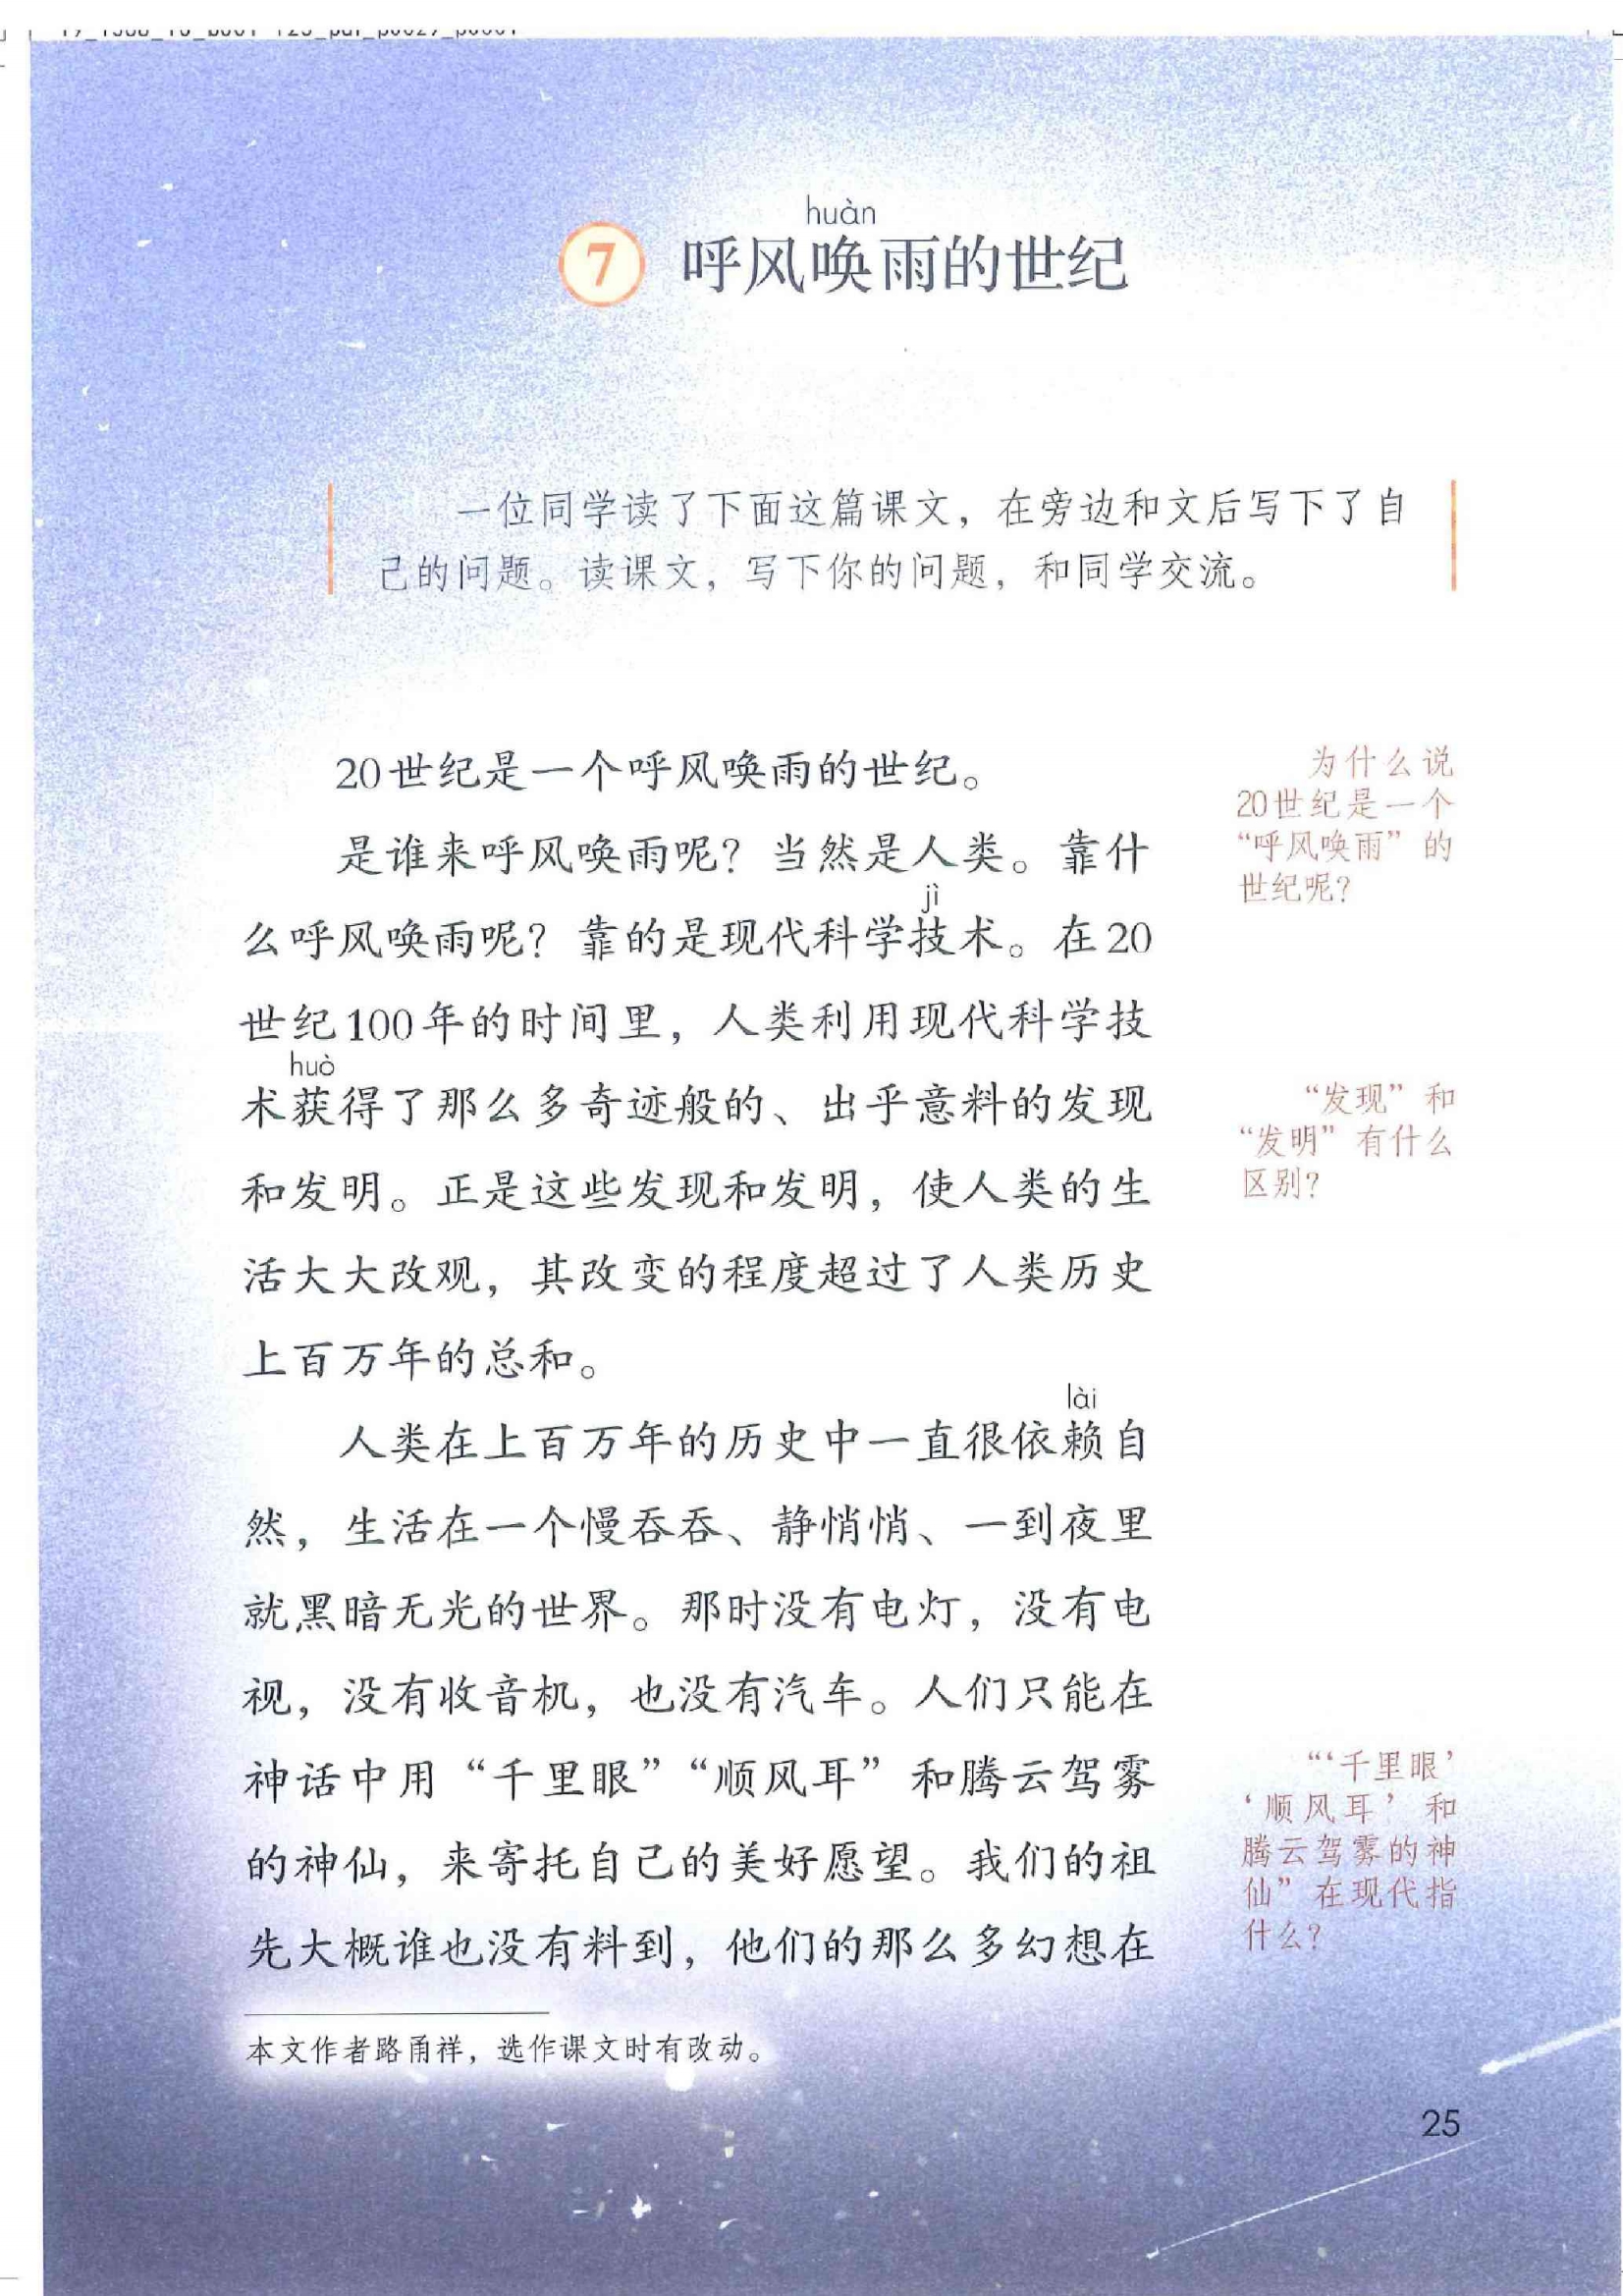 huàn
7 呼风唤雨的世纪
一位同学读了下面这篇课文，在旁边和文后写下了自
己的问题。读课文，写下你的问题，和同学交流。
20世纪是一个呼风唤雨的世纪。
是谁来呼风唤雨呢？当然是人类。靠什
jì
么呼风唤雨呢？靠的是现代科学技术。在20
世纪100年的时间里，人类利用现代科学技
huò
术获得了那么多奇迹般的、出乎意料的发现
和发明。正是这些发现和发明，使人类的生
活大大改观，其改变的程度超过了人类历史
上百万年的总和。
lài
人类在上百万年的历史中一直很依赖自
然，生活在一个慢吞吞、静悄悄、一到夜里
就黑暗无光的世界。那时没有电灯，没有电
视，没有收音机，也没有汽车。人们只能在
神话中用“千里眼”“顺风耳”和腾云驾雾
的神仙，来寄托自己的美好愿望。我们的祖
先大概谁也没有料到，他们的那么多幻想在
为什么说
20世纪是一个
“呼风唤雨”的
世纪呢？
“发现”和
“发明”有什么
区别？
“‘千里眼’
‘顺风耳’和
腾云驾雾的神
仙”在现代指
什么？
本文作者路甬祥，选作课文时有改动。
25